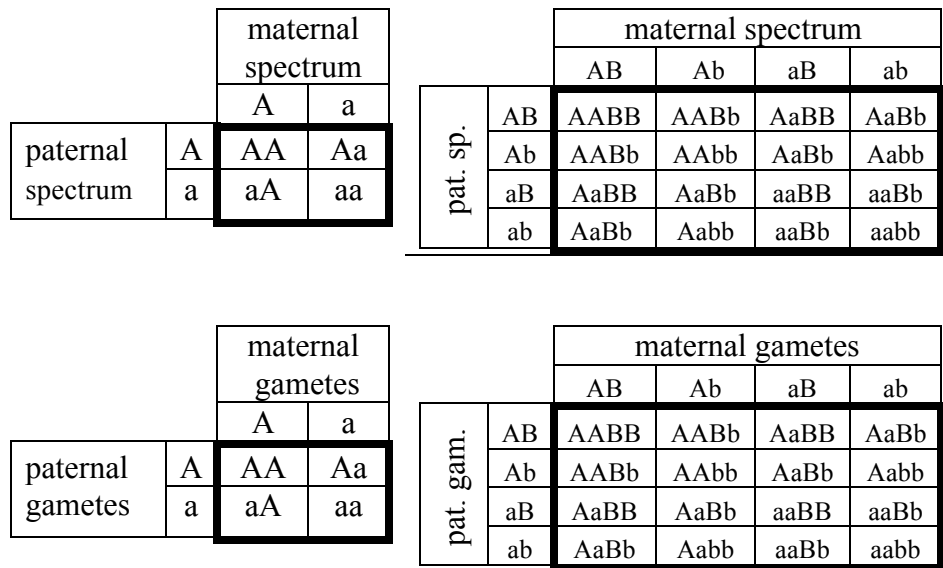 maternal
spectrum
A a
paternal A AA Aa
spectrum a aA aa
maternal spectrum
AB Ab aB ab
pat. sp.
AB AABB AABb AaBB AaBb
Ab AABb AAbb AaBb Aabb
aB AaBB AaBb aaBB aaBb
ab AaBb Aabb aaBb aabb
maternal
gametes
A a
paternal A AA Aa
gametes a aA aa
maternal gametes
AB Ab aB ab
pat. gam.
AB AABB AABb AaBB AaBb
Ab AABb AAbb AaBb Aabb
aB AaBB AaBb aaBB aaBb
ab AaBb Aabb aaBb aabb